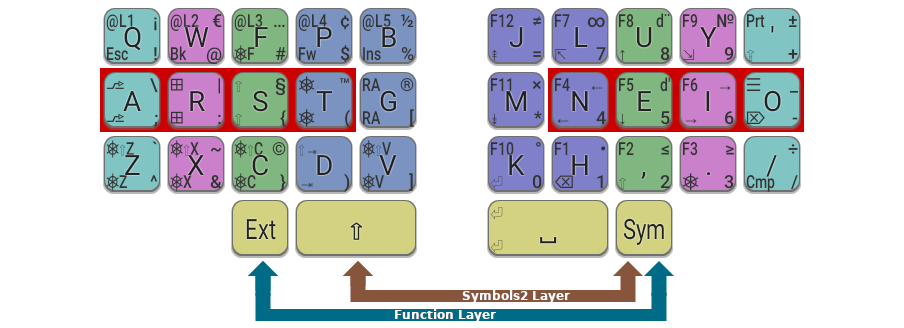 @L1 ¡ @L2 € @L3 … @L4 ¢ @L5 ½ F12 ≠ F7 ∞ F8 d¨ F9 № Prt ±
Q W F P B J L U Y '
Esc ! Bk @ ❄F # Fw $ Ins % ⇞ = ↖ 7 ↑ 8 ↘ 9 ⇧ +
\ | ⇧ § ❄ ™ RA ® F11 × F4 ← F5 d' F6 → ☰ _
A R S T G M N E I O
; : ⇧ { ❄ ( RA [ ⇟ * ← 4 ↓ 5 → 6 ⌦ -
❄⇧Z ` ❄⇧X ~ ❄⇧C © ⇧→ ❄⇧V F10 ° F1 • F2 ≤ F3 ≥ ÷
Z X C D V K H , . /
❄Z ^ ❄X & ❄C } ⇥ ) ❄V ] ⏎ 0 ⌫ 1 ⇧ 2 ❄ 3 Cmp /
Ext ⇧ ⏎ ⏎ ␣ Sym
Symbols2 Layer
Function Layer